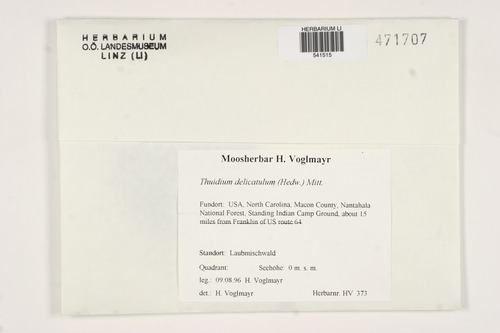 HERBARIUM
O.Ö. LANDESMUSEUM
LINZ (LI)
HERBARIUM LI
541515
471707
Moosherbar H. Voglmayr
Thuidium delicatulum (Hedw.) Mitt.
Fundort: USA, North Carolina, Macon County, Nantahala
National Forest, Standing Indian Camp Ground, about 15
miles from Franklin of US route 64
Standort: Laubmischwald
Quadrant: Seehöhe: 0 m. s. m.
leg.: 09.08.96 H. Voglmayr
det.: H. Voglmayr Herbarnr. HV 373